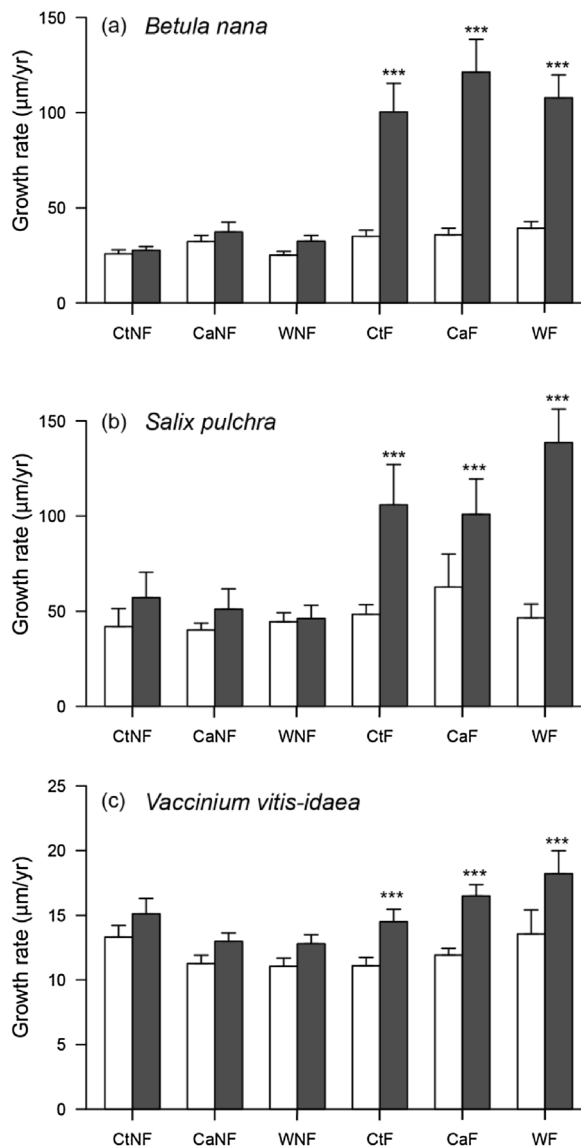 (a) Betula nana
Growth rate (μm/yr)
150
100
50
0
***
***
***
CtNF CaNF WNF CtF CaF WF
(b) Salix pulchra
Growth rate (μm/yr)
150
100
50
0
***
***
***
CtNF CaNF WNF CtF CaF WF
(c) Vaccinium vitis-idaea
Growth rate (μm/yr)
25
20
15
10
5
0
***
***
***
CtNF CaNF WNF CtF CaF WF